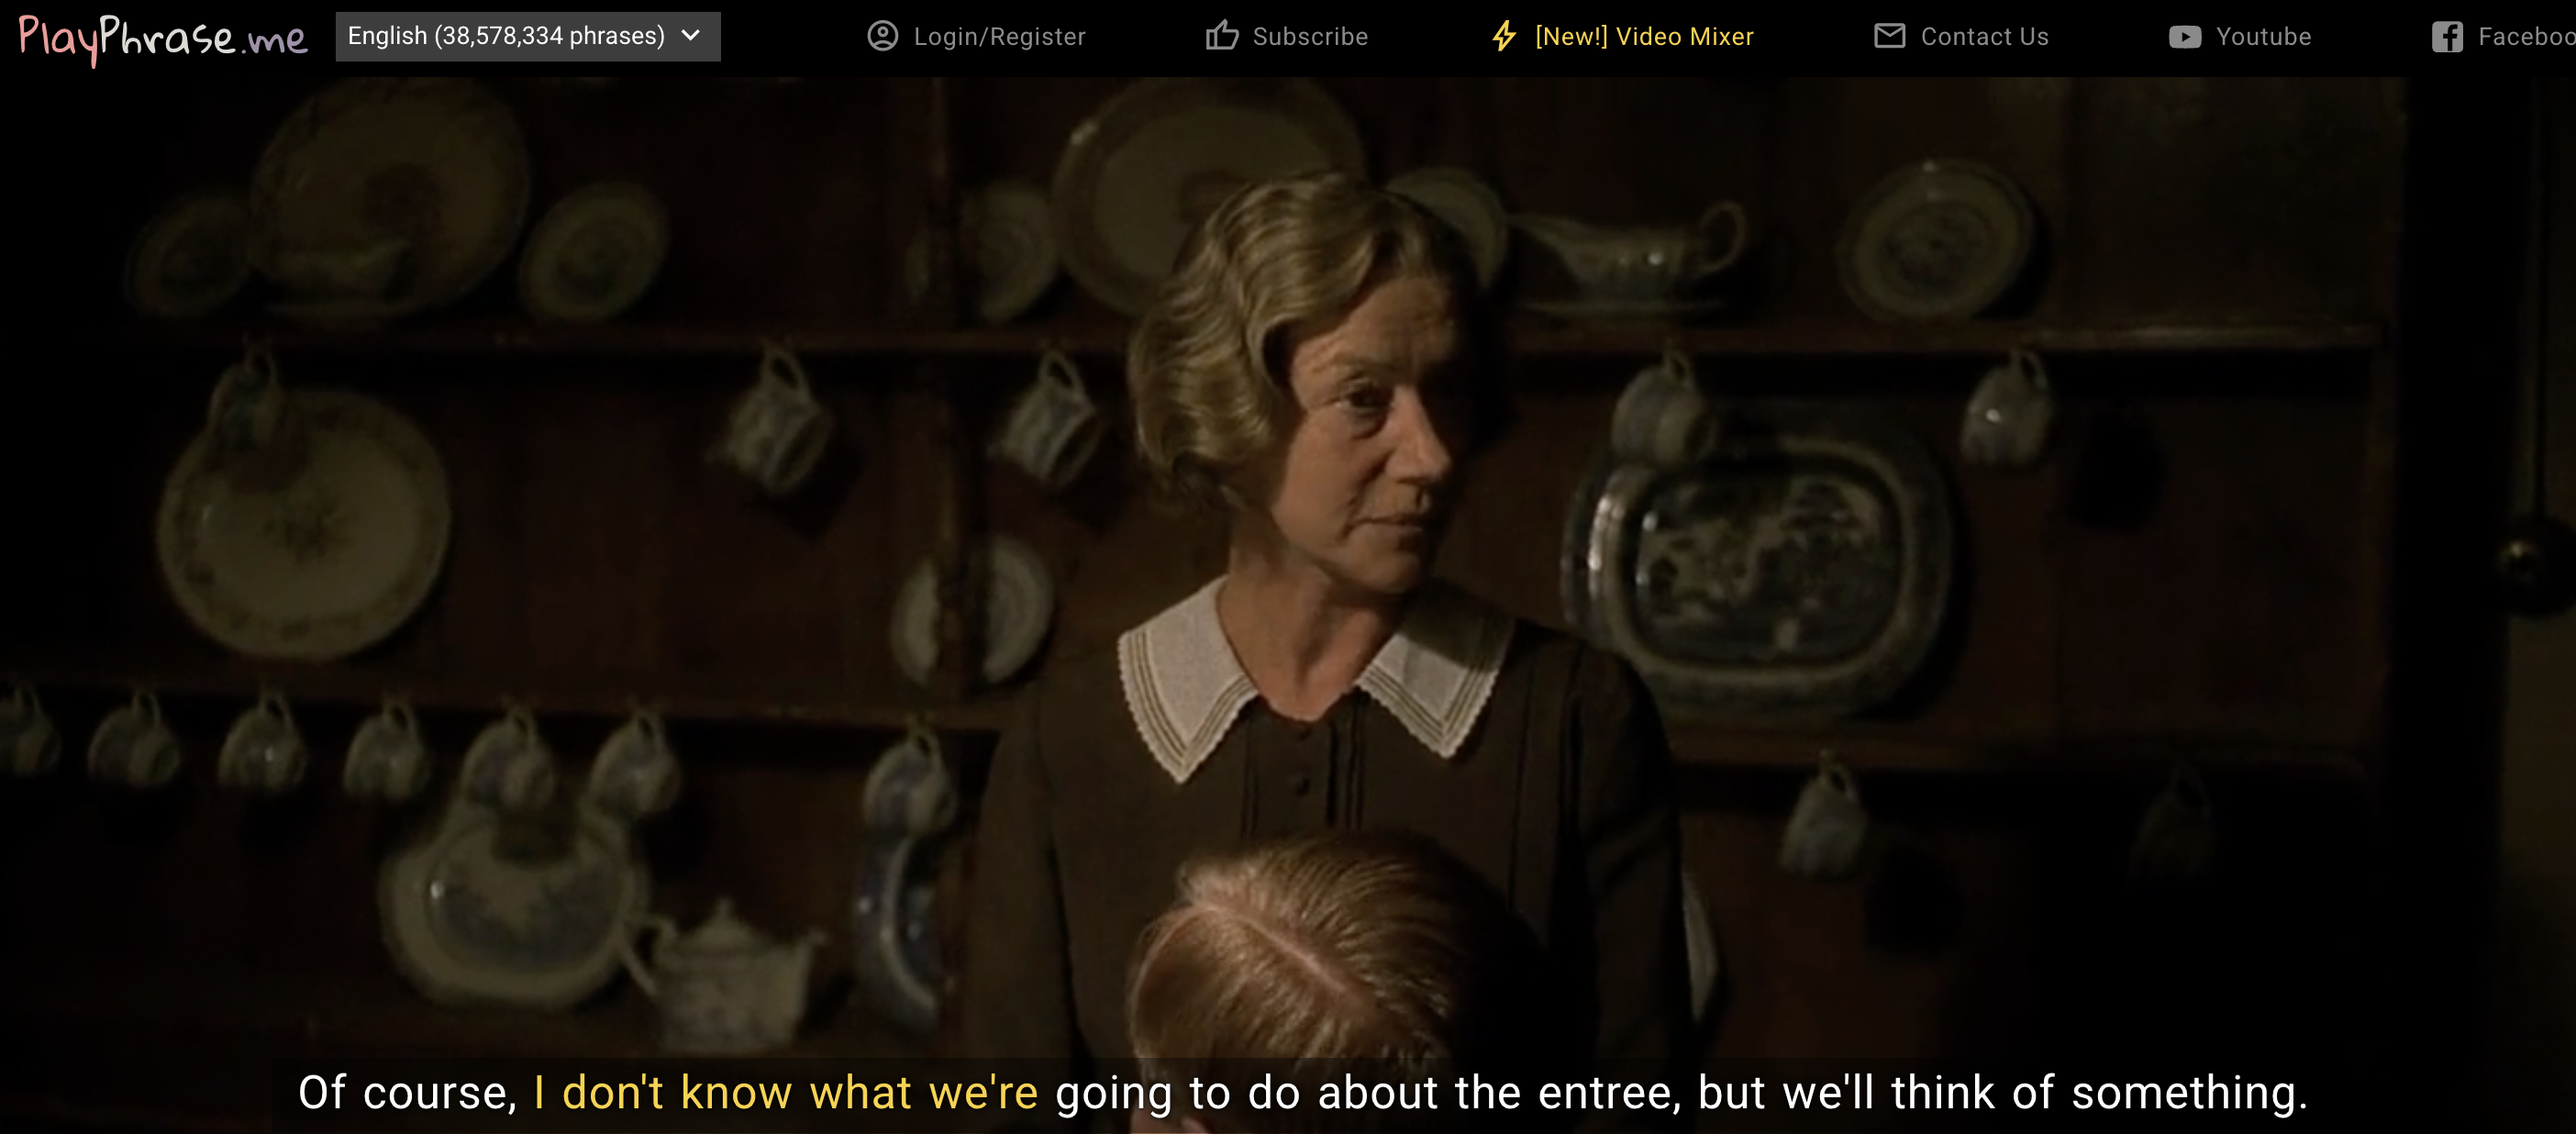 PlayPhrase.me English (38,578,334 phrases) Login/Register Subscribe [New!] Video Mixer Contact Us Youtube Faceboo
Of course, I don't know what we're going to do about the entree, but we'll think of something.